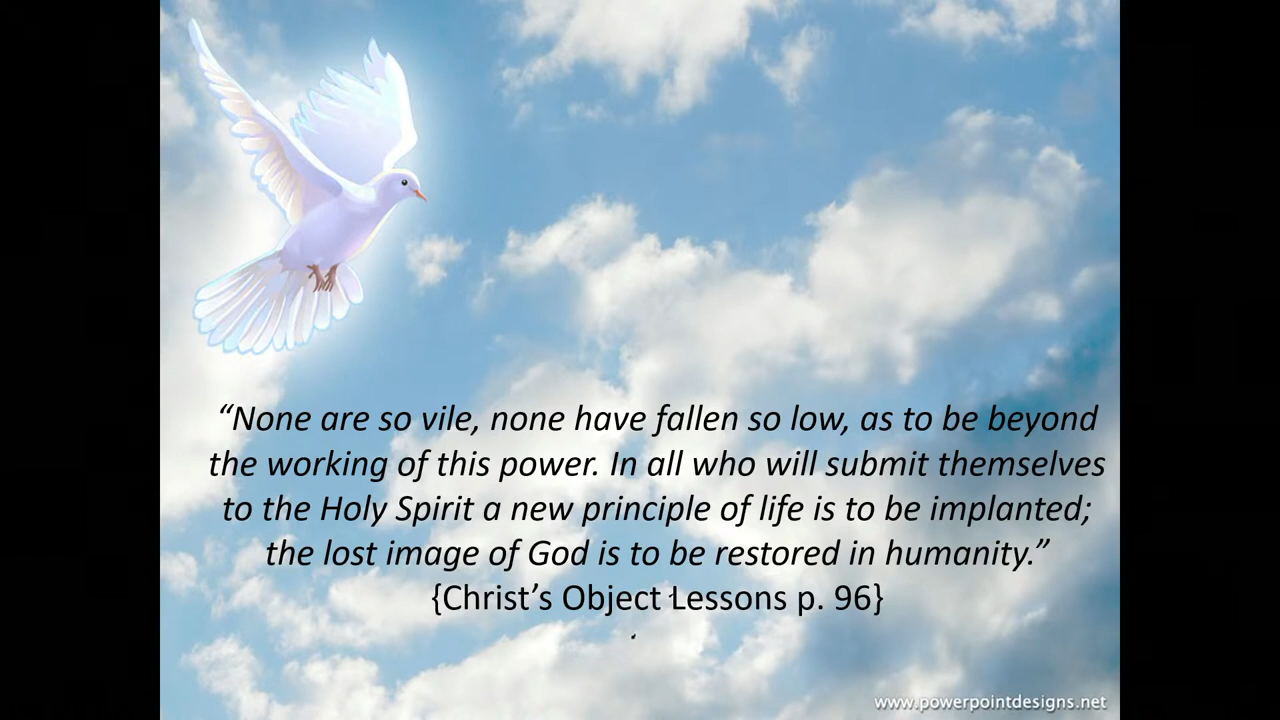 “None are so vile, none have fallen so low, as to be beyond
the working of this power. In all who will submit themselves
to the Holy Spirit a new principle of life is to be implanted;
the lost image of God is to be restored in humanity.”
{Christ’s Object Lessons p. 96}
.
www.powerpointdesigns.net